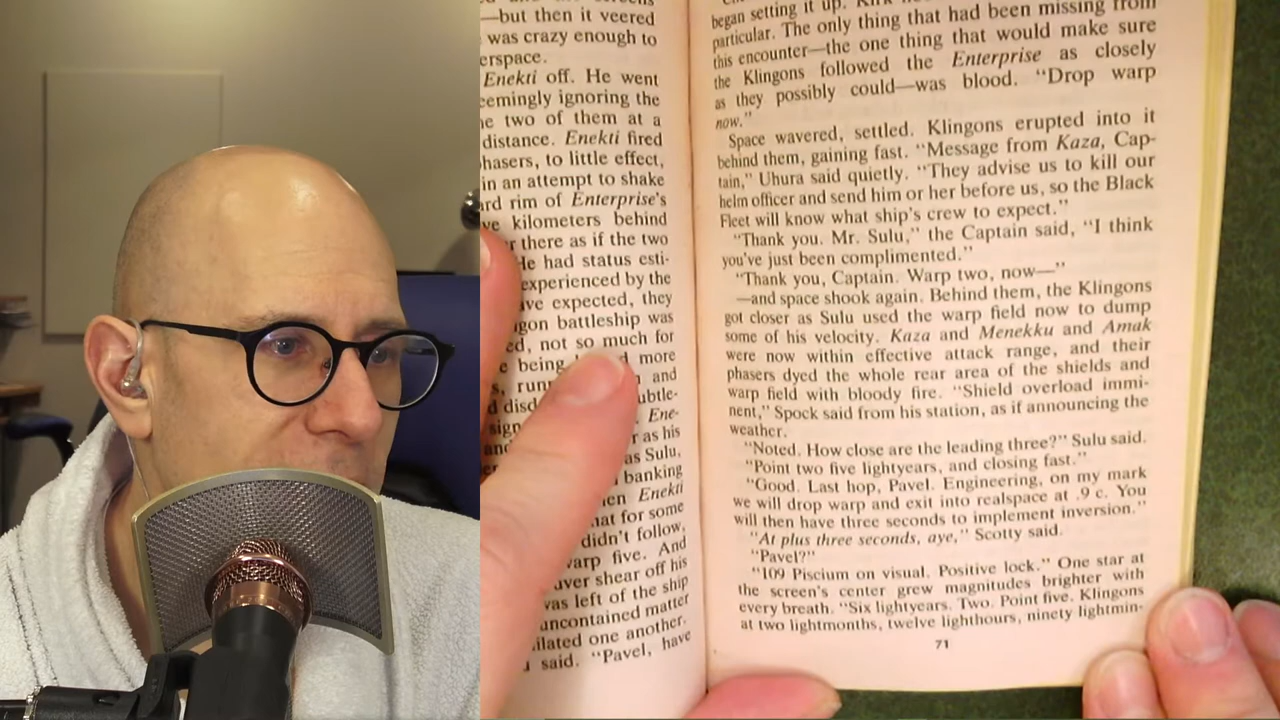 —but then it veered
was crazy enough to
erspace.
Enekti off. He went
eemingly ignoring the
two of them at a
distance. Enekti fired
hasers, to little effect,
in an attempt to shake
rd rim of Enterprise's
ve kilometers behind
r there as if the two
He had status esti-
experienced by the
ve expected, they
gon battleship was
ed, not so much for
e being more
s, runn and
d disd ubtle-
sign Ene-
and r as his
as Sulu,
banking
en Enekti
hat for some
didn't follow,
varp five. And
uver shear off his
was left of the ship
uncontained matter
ilated one another.
said. “Pavel, have
began setting it up.
particular. The only thing that had been missing from
this encounter—the one thing that would make sure
the Klingons followed the Enterprise as closely
as they possibly could—was blood. “Drop warp
now.”
Space wavered, settled. Klingons erupted into it
behind them, gaining fast. “Message from Kaza, Cap-
tain,” Uhura said quietly. “They advise us to kill our
helm officer and send him or her before us, so the Black
Fleet will know what ship's crew to expect.”
“Thank you. Mr. Sulu,” the Captain said, “I think
you've just been complimented.”
“Thank you, Captain. Warp two, now—”
—and space shook again. Behind them, the Klingons
got closer as Sulu used the warp field now to dump
some of his velocity. Kaza and Menekku and Amak
were now within effective attack range, and their
phasers dyed the whole rear area of the shields and
warp field with bloody fire. “Shield overload immi-
nent,” Spock said from his station, as if announcing the
weather.
“Noted. How close are the leading three?” Sulu said.
“Point two five lightyears, and closing fast.”
“Good. Last hop, Pavel. Engineering, on my mark
we will drop warp and exit into realspace at .9 c. You
will then have three seconds to implement inversion.”
“At plus three seconds, aye,” Scotty said.
“Pavel?”
“109 Piscium on visual. Positive lock.” One star at
the screen's center grew magnitudes brighter with
every breath. “Six lightyears. Two. Point five. Klingons
at two lightmonths, twelve lighthours, ninety lightmin-
71